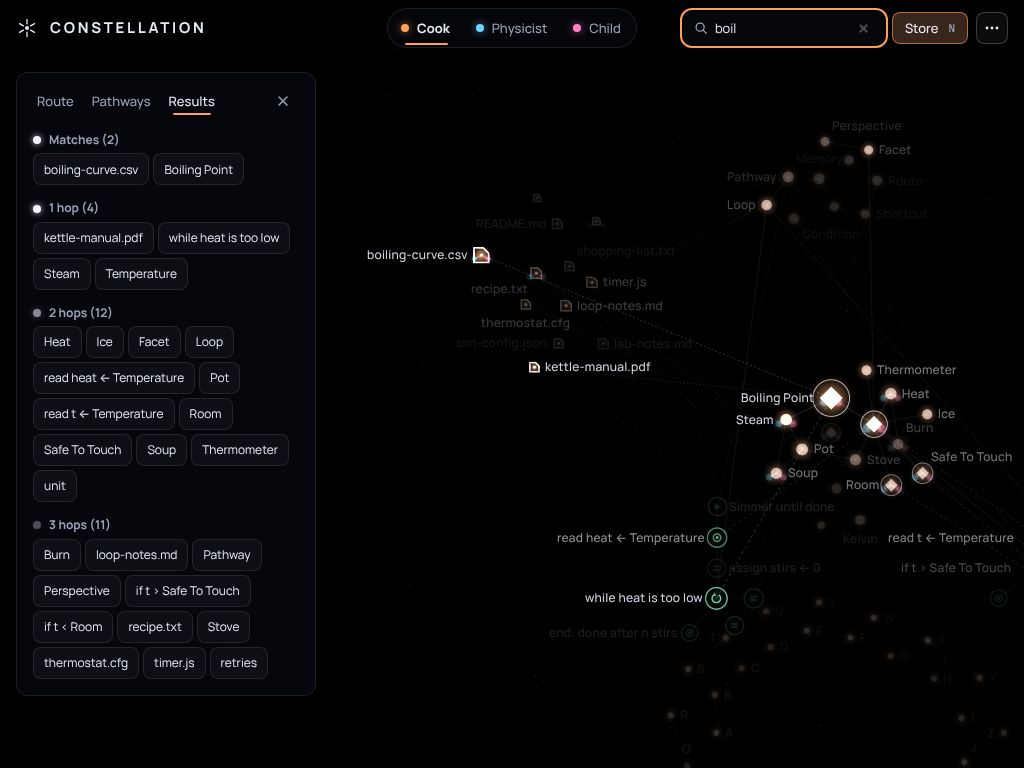 CONSTELLATION
Cook Physicist Child
boil
Store N
Route Pathways Results
Matches (2)
boiling-curve.csv Boiling Point
1 hop (4)
kettle-manual.pdf while heat is too low
Steam Temperature
2 hops (12)
Heat Ice Facet Loop
read heat ← Temperature Pot
read t ← Temperature Room
Safe To Touch Soup Thermometer
unit
3 hops (11)
Burn loop-notes.md Pathway
Perspective if t > Safe To Touch
if t < Room recipe.txt Stove
thermostat.cfg timer.js retries
Perspective
Facet
Memory
Pathway
Route
Loop
Shortcut
Condition
README.md
shopping-list.txt
boiling-curve.csv
recipe.txt
timer.js
loop-notes.md
thermostat.cfg
sim-config.json
lab-notes.md
kettle-manual.pdf
Thermometer
Boiling Point
Heat
Steam
Ice
Burn
Pot
Stove
Safe To Touch
Soup
Room
Simmer until done
read heat ← Temperature
Kelvin
read t ← Temperature
assign stirs ← 0
if t > Safe To Touch
while heat is too low
end: done after n stirs
V
U
W
T
E
F
X
D
G
S
C
H
Y
B
R
A
I
Z
Q
J